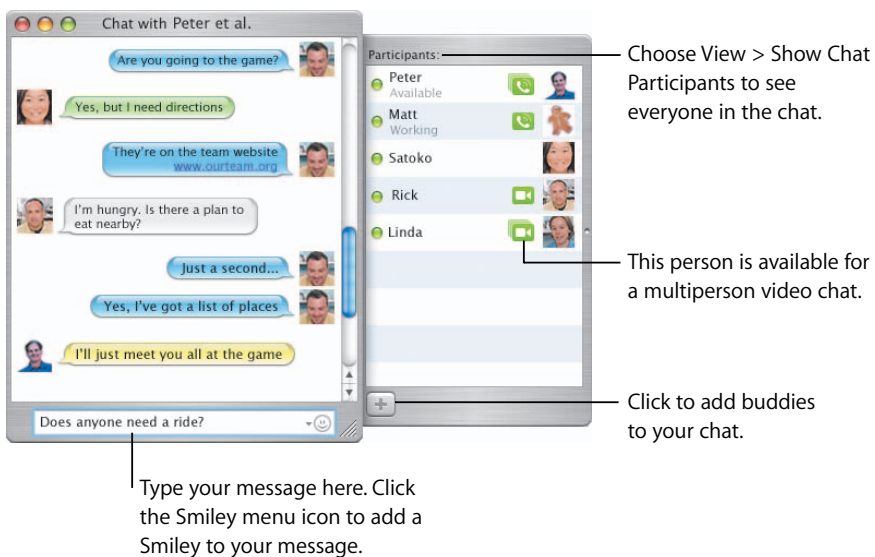 Chat with Peter et al.
Are you going to the game?
Yes, but I need directions
They're on the team website
www.ourteam.org
I'm hungry. Is there a plan to
eat nearby?
Just a second...
Yes, I've got a list of places
I'll just meet you all at the game
Does anyone need a ride?
Participants:
Peter
Available
Matt
Working
Satoko
Rick
Linda
Choose View > Show Chat
Participants to see
everyone in the chat.
This person is available for
a multiperson video chat.
Click to add buddies
to your chat.
Type your message here. Click
the Smiley menu icon to add a
Smiley to your message.